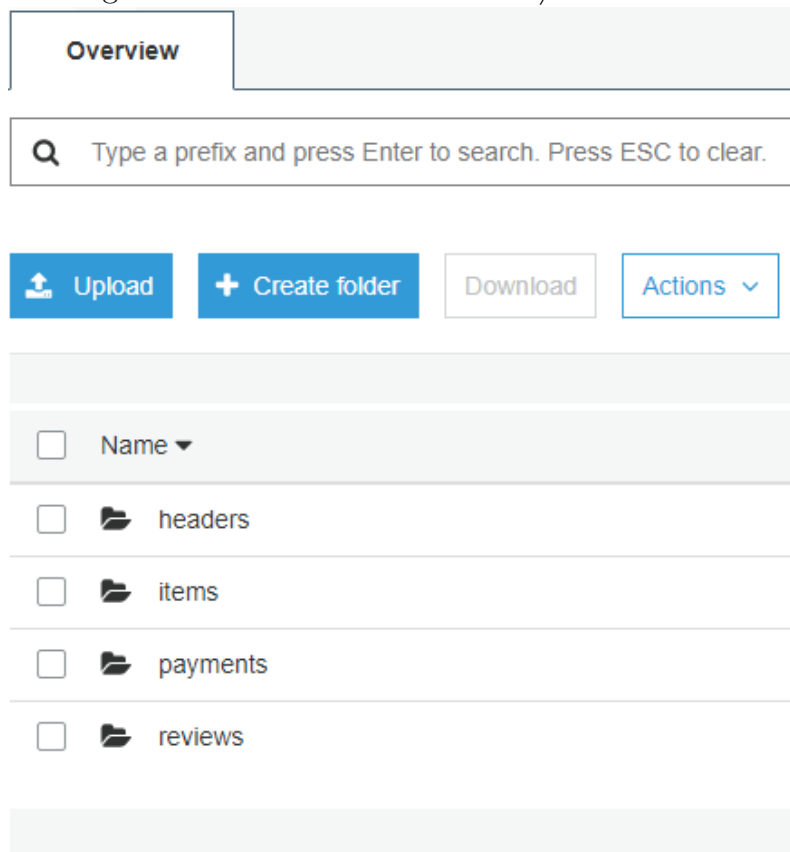 Overview
Type a prefix and press Enter to search. Press ESC to clear.
Upload Create folder Download Actions
Name
headers
items
payments
reviews